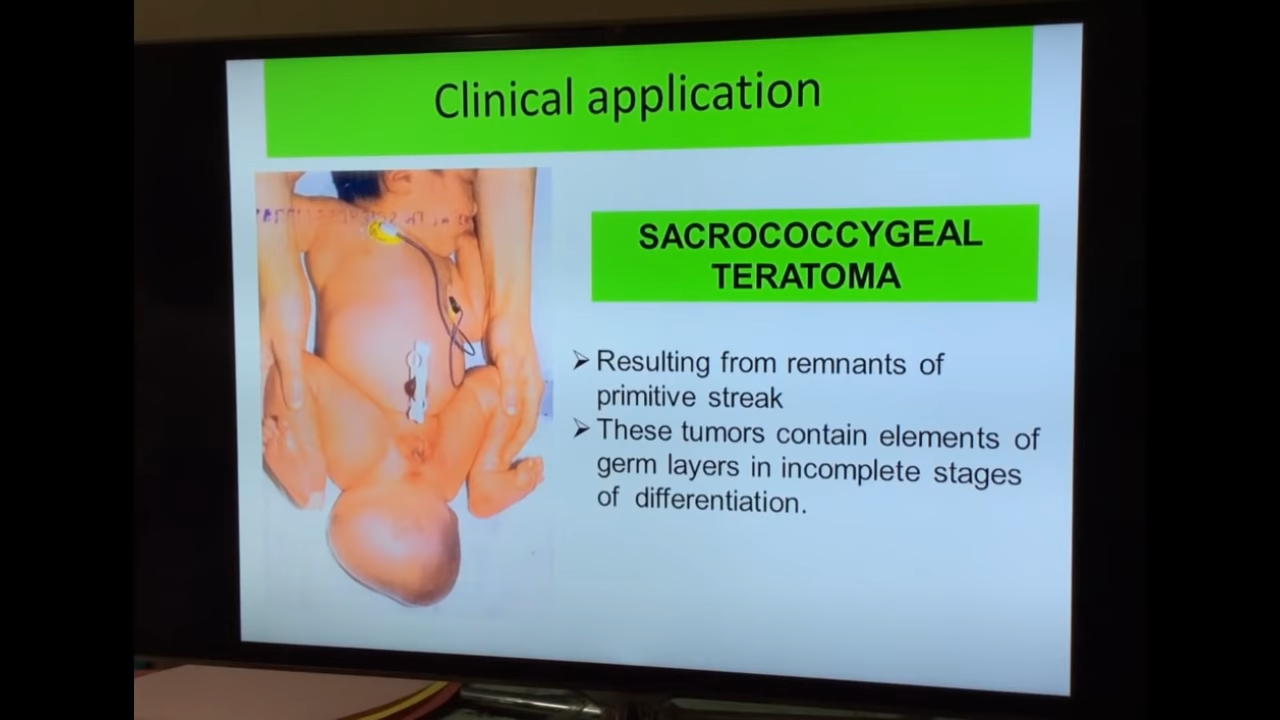 Clinical application
SACROCOCCYGEAL
TERATOMA
➢ Resulting from remnants of
primitive streak
➢ These tumors contain elements of
germ layers in incomplete stages
of differentiation.